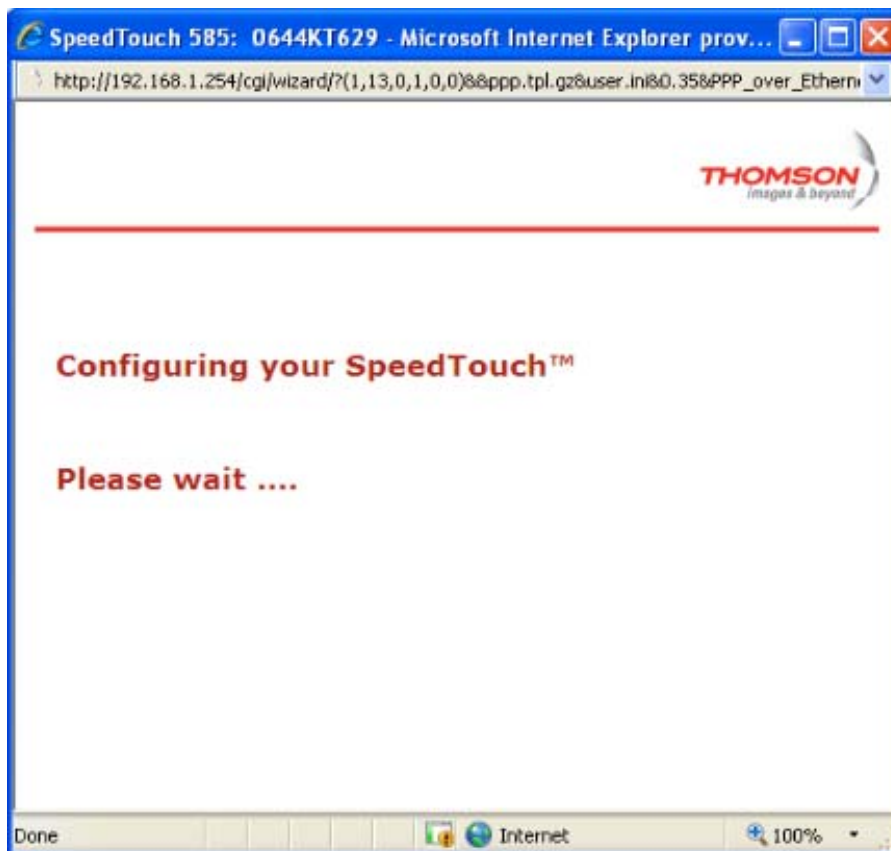 SpeedTouch 585: 0644KT629 - Microsoft Internet Explorer prov...
http://192.168.1.254/cgi/wizard/?(1,13,0,1,0,0)&&ppp.tpl.gz&user.ini&0.35&PPP_over_Ethern
THOMSON
images & beyond
Configuring your SpeedTouch™
Please wait ....
Done Internet 100%